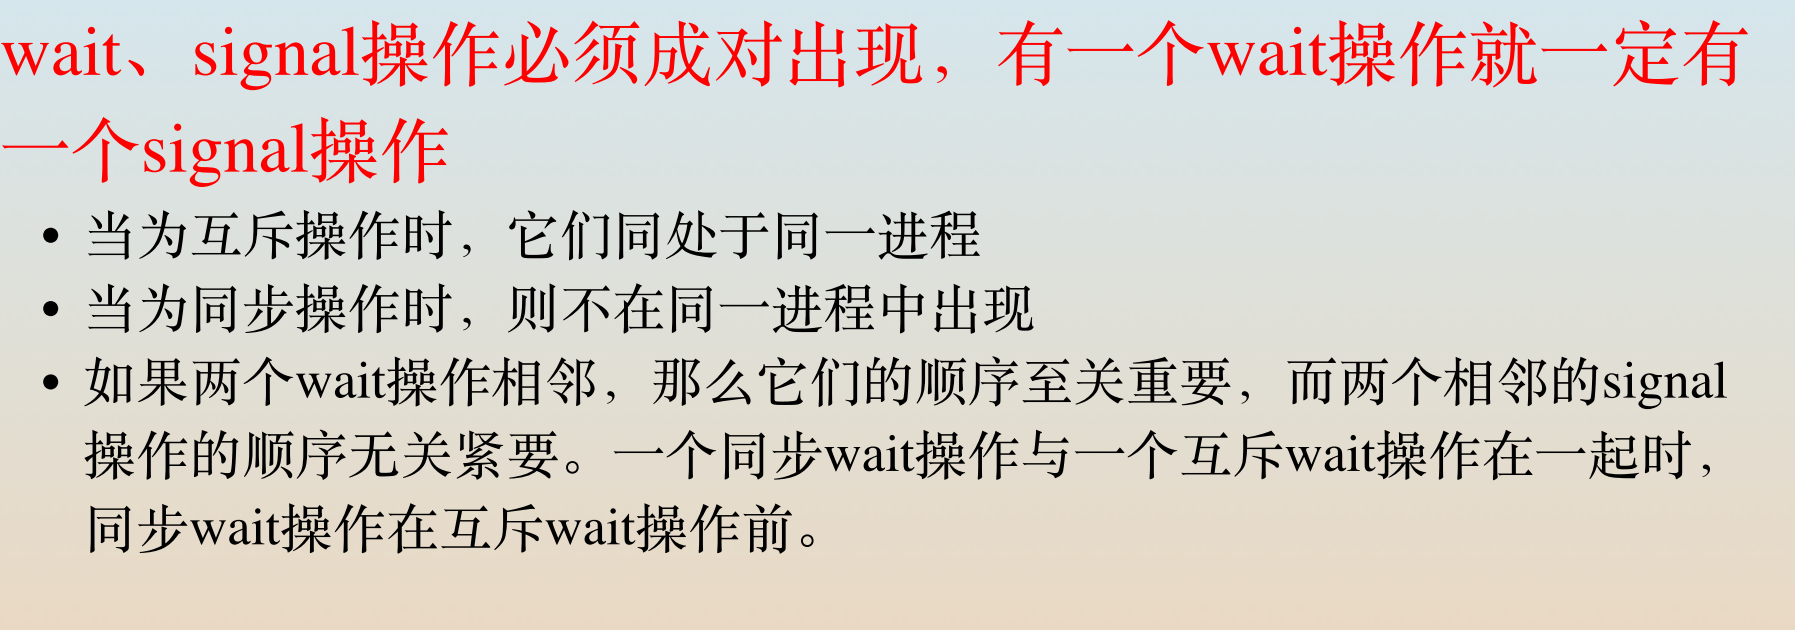 wait、signal操作必须成对出现，有一个wait操作就一定有
一个signal操作
• 当为互斥操作时，它们同处于同一进程
• 当为同步操作时，则不在同一进程中出现
• 如果两个wait操作相邻，那么它们的顺序至关重要，而两个相邻的signal
操作的顺序无关紧要。一个同步wait操作与一个互斥wait操作在一起时，
同步wait操作在互斥wait操作前。